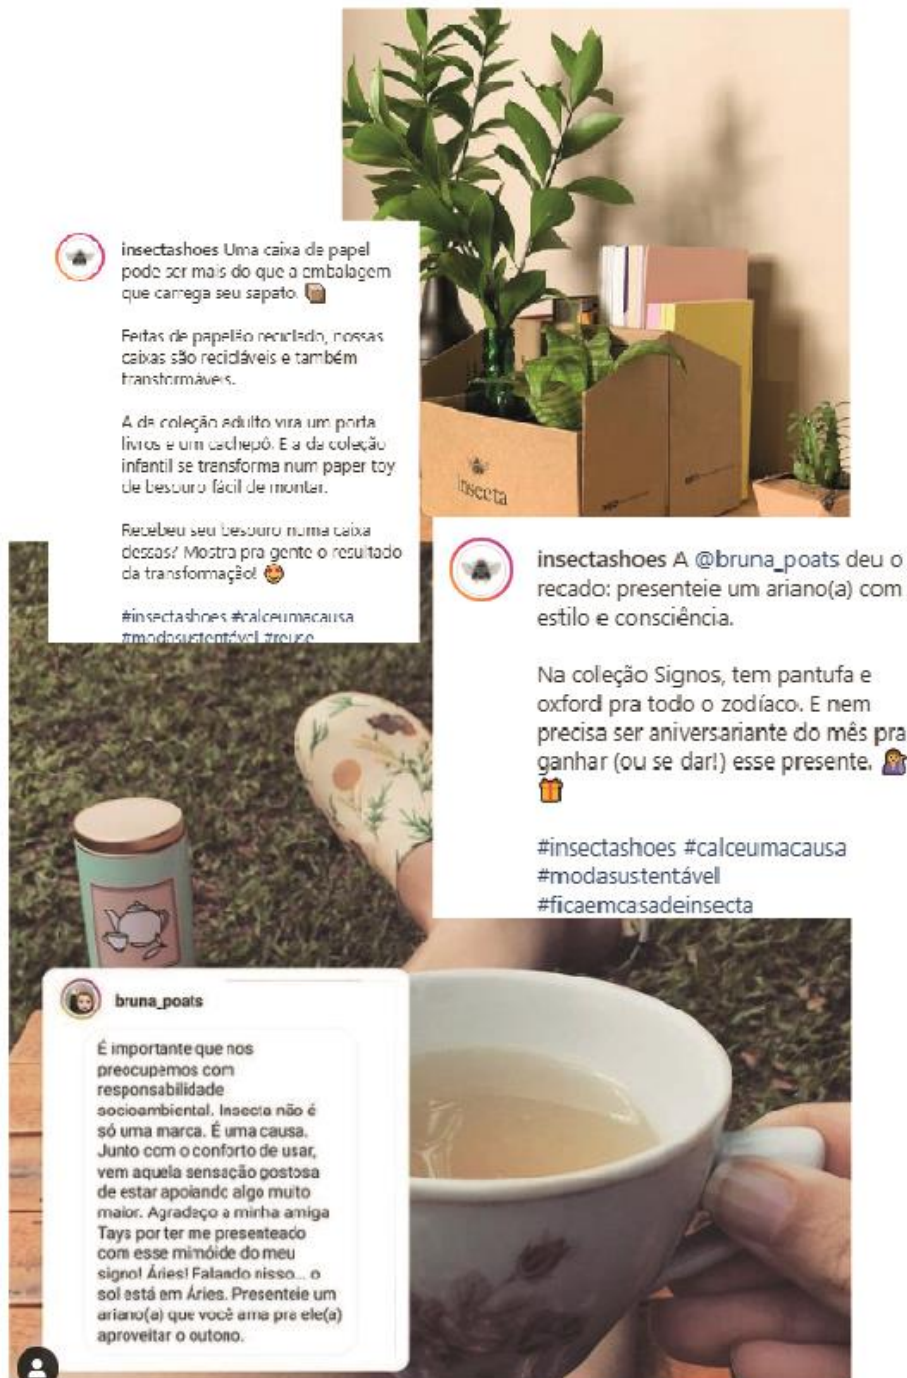 insectashoes Uma caixa de papel
pode ser mais do que a embalagem
que carrega seu sapato. 📦
Feitas de papelão reciclado, nossas
caixas são recicláveis e também
transformáveis.
A da coleção adulto vira um porta
livros e um cachepô. E a da coleção
infantil se transforma num paper toy
de besouro fácil de montar.
Recebeu seu besouro numa caixa
dessas? Mostra pra gente o resultado
da transformação! 🤩
#insectashoes #calceumacausa
#modasustentável #reuse
insecta
insectashoes A @bruna_poats deu o
recado: presenteie um ariano(a) com
estilo e consciência.
Na coleção Signos, tem pantufa e
oxford pra todo o zodíaco. E nem
precisa ser aniversariante do mês pra
ganhar (ou se dar!) esse presente. 💁
🎁
#insectashoes #calceumacausa
#modasustentável
#ficaemcasadeinsecta
bruna_poats
É importante que nos
preocupemos com
responsabilidade
socioambiental. Insecta não é
só uma marca. É uma causa.
Junto com o conforto de usar,
vem aquela sensação gostosa
de estar apoiando algo muito
maior. Agradeço a minha amiga
Tays por ter me presenteado
com esse mimóide do meu
signo! Áries! Falando nisso... o
sol está em Áries. Presenteie um
ariano(a) que você ama pra ele(a)
aproveitar o outono.